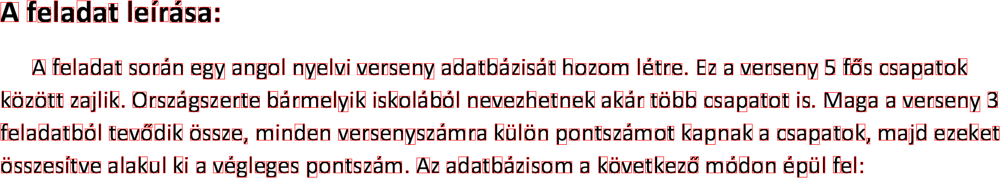 A feladat leírása:
A feladat során egy angol nyelvi verseny adatbázisát hozom létre. Ez a verseny 5 fős csapatok
között zajlik. Országszerte bármelyik iskolából nevezhetnek akár több csapatot is. Maga a verseny 3
feladatból tevődik össze, minden versenyszámra külön pontszámot kapnak a csapatok, majd ezeket
összesítve alakul ki a végleges pontszám. Az adatbázisom a következő módon épül fel: